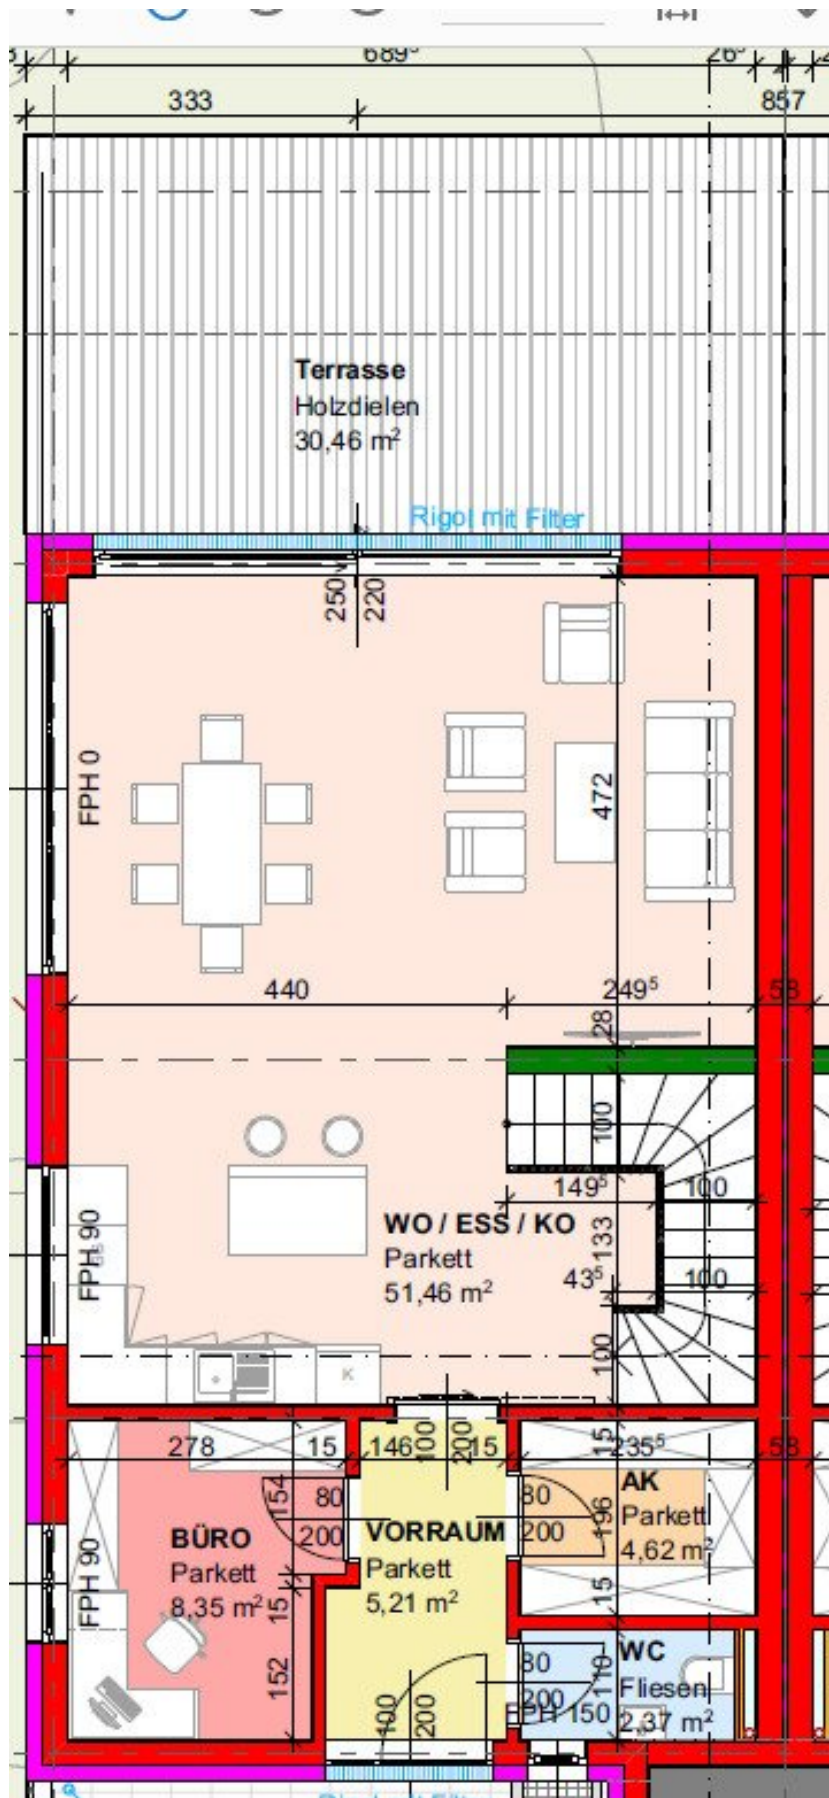 689⁵
26⁵
333
857
Terrasse
Holzdielen
30,46 m²
Rigol mit Filter
250
220
FPH 0
472
440
249⁵
58
28
100
149⁵
100
WO / ESS / KO
Parkett
51,46 m²
133
43⁵
100
FPH 90
K
100
278
15
146
15
235⁵
58
100
200
15
154
80
200
80
200
196
AK
Parkett
4,62 m²
BÜRO
Parkett
8,35 m²
VORRAUM
Parkett
5,21 m²
FPH 90
15
15
152
100
200
80
200
110
WC
Fliesen
2,37 m²
FPH 150